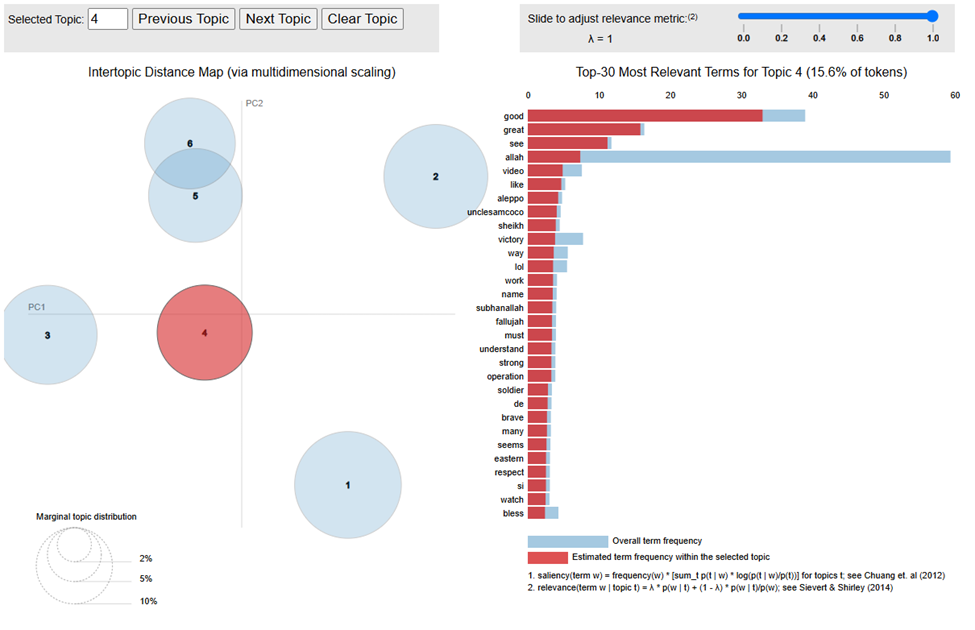 Selected Topic: 4 Previous Topic Next Topic Clear Topic
Slide to adjust relevance metric:(2)
λ = 1
0.0 0.2 0.4 0.6 0.8 1.0
Intertopic Distance Map (via multidimensional scaling)
PC2
PC1
6
5
2
3
4
1
Marginal topic distribution
2%
5%
10%
Top-30 Most Relevant Terms for Topic 4 (15.6% of tokens)
0 10 20 30 40 50 60
good
great
see
allah
video
like
aleppo
unclesamcoco
sheikh
victory
way
lol
work
name
subhanallah
fallujah
must
understand
strong
operation
soldier
de
brave
many
seems
eastern
respect
si
watch
bless
Overall term frequency
Estimated term frequency within the selected topic
1. saliency(term w) = frequency(w) * [sum_t p(t | w) * log(p(t | w)/p(t))] for topics t; see Chuang et. al (2012)
2. relevance(term w | topic t) = λ * p(w | t) + (1 - λ) * p(w | t)/p(w); see Sievert & Shirley (2014)